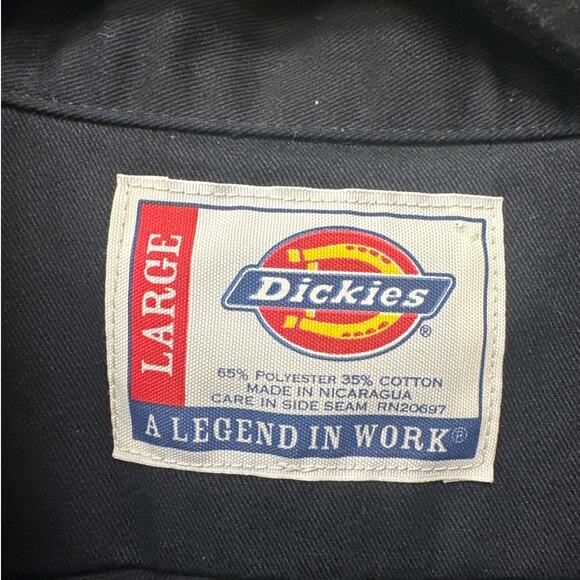 LARGE
Dickies®
65% POLYESTER 35% COTTON
MADE IN NICARAGUA
CARE IN SIDE SEAM RN20697
A LEGEND IN WORK®